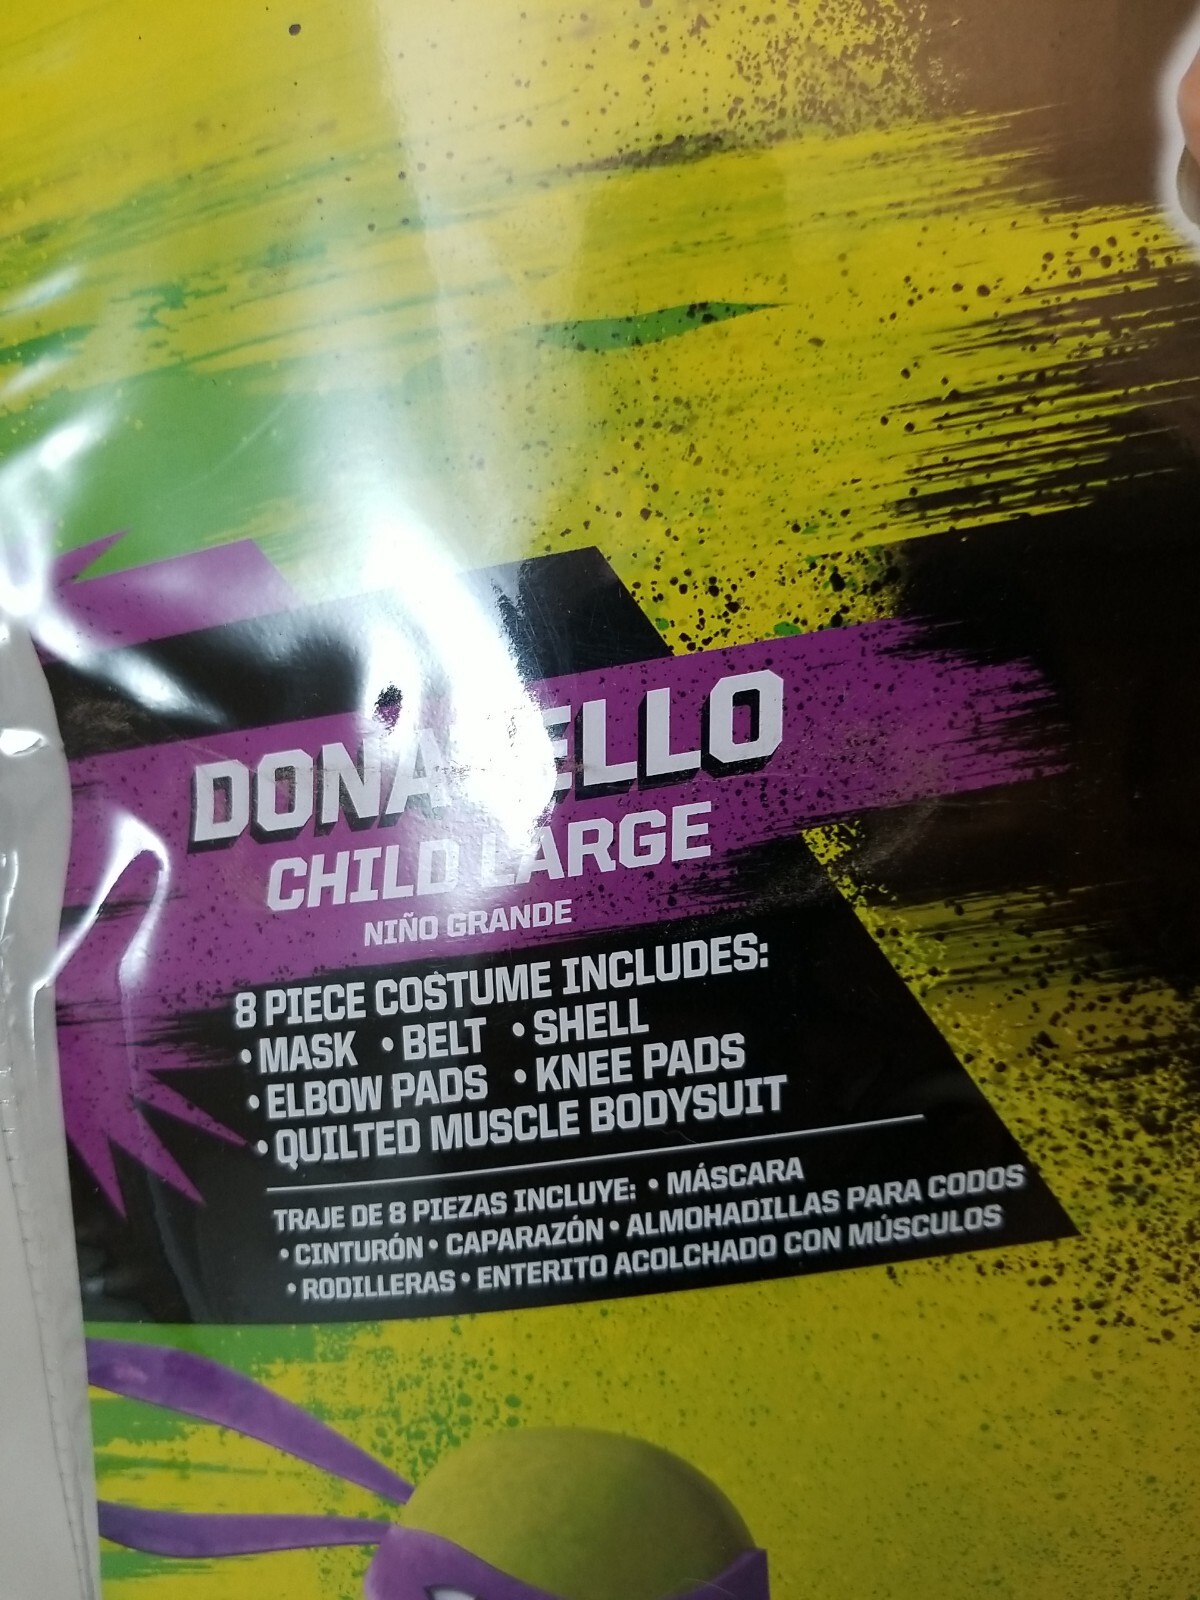 DONATELLO
CHILD LARGE
NIÑO GRANDE
8 PIECE COSTUME INCLUDES:
• MASK • BELT • SHELL
• ELBOW PADS • KNEE PADS
• QUILTED MUSCLE BODYSUIT
TRAJE DE 8 PIEZAS INCLUYE: • MÁSCARA
• CINTURÓN • CAPARAZÓN • ALMOHADILLAS PARA CODOS
• RODILLERAS • ENTERITO ACOLCHADO CON MÚSCULOS